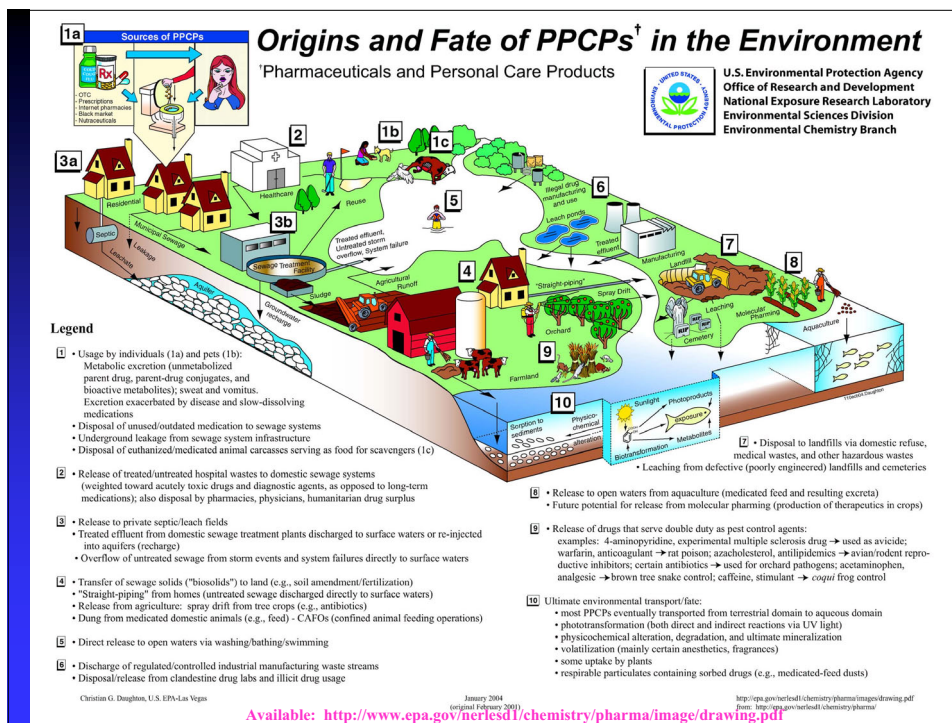 1a
Sources of PPCPs
- OTC
- Prescriptions
- Internet pharmacies
- Black market
- Nutraceuticals
Rx
Origins and Fate of PPCPs† in the Environment
†Pharmaceuticals and Personal Care Products
UNITED STATES
ENVIRONMENTAL PROTECTION AGENCY
U.S. Environmental Protection Agency
Office of Research and Development
National Exposure Research Laboratory
Environmental Sciences Division
Environmental Chemistry Branch
1b
1c
2
Healthcare
3a
Residential
Septic
Municipal Sewage
Leakage
Leachate
Aquifer
3b
Reuse
Sewage Treatment
Facility
Sludge
Groundwater
recharge
Treated effluent,
Untreated storm
overflow, System failure
Agricultural
Runoff
4
5
Illegal drug
manufacturing
and use
6
Leach ponds
Treated
effluent
Manufacturing
"Straight-piping"
Spray Drift
Orchard
7
Landfill
Leaching
RIP
RIP
RIP
Cemetery
Molecular
Pharming
8
Aquaculture
9
Farmland
10
Sorption to
sediments
Physico-
chemical
alteration
Sunlight
Photoproducts
exposure
Biotransformation
Metabolites
Legend
1 • Usage by individuals (1a) and pets (1b):
Metabolic excretion (unmetabolized
parent drug, parent-drug conjugates, and
bioactive metabolites); sweat and vomitus.
Excretion exacerbated by disease and slow-dissolving
medications
• Disposal of unused/outdated medication to sewage systems
• Underground leakage from sewage system infrastructure
• Disposal of euthanized/medicated animal carcasses serving as food for scavengers (1c)
2 • Release of treated/untreated hospital wastes to domestic sewage systems
(weighted toward acutely toxic drugs and diagnostic agents, as opposed to long-term
medications); also disposal by pharmacies, physicians, humanitarian drug surplus
3 • Release to private septic/leach fields
• Treated effluent from domestic sewage treatment plants discharged to surface waters or re-injected
into aquifers (recharge)
• Overflow of untreated sewage from storm events and system failures directly to surface waters
4 • Transfer of sewage solids ("biosolids") to land (e.g., soil amendment/fertilization)
• "Straight-piping" from homes (untreated sewage discharged directly to surface waters)
• Release from agriculture: spray drift from tree crops (e.g., antibiotics)
• Dung from medicated domestic animals (e.g., feed) - CAFOs (confined animal feeding operations)
5 • Direct release to open waters via washing/bathing/swimming
6 • Discharge of regulated/controlled industrial manufacturing waste streams
• Disposal/release from clandestine drug labs and illicit drug usage
7 • Disposal to landfills via domestic refuse,
medical wastes, and other hazardous wastes
• Leaching from defective (poorly engineered) landfills and cemeteries
8 • Release to open waters from aquaculture (medicated feed and resulting excreta)
• Future potential for release from molecular pharming (production of therapeutics in crops)
9 • Release of drugs that serve double duty as pest control agents:
examples: 4-aminopyridine, experimental multiple sclerosis drug → used as avicide;
warfarin, anticoagulant → rat poison; azacholesterol, antilipidemics → avian/rodent repro-
ductive inhibitors; certain antibiotics → used for orchard pathogens; acetaminophen,
analgesic → brown tree snake control; caffeine, stimulant → coqui frog control
10 Ultimate environmental transport/fate:
• most PPCPs eventually transported from terrestrial domain to aqueous domain
• phototransformation (both direct and indirect reactions via UV light)
• physicochemical alteration, degradation, and ultimate mineralization
• volatilization (mainly certain anesthetics, fragrances)
• some uptake by plants
• respirable particulates containing sorbed drugs (e.g., medicated-feed dusts)
Christian G. Daughton, U.S. EPA-Las Vegas
January 2004
(original February 2001)
http://epa.gov/nerlesd1/chemistry/pharma/images/drawing.pdf
from: http://epa.gov/nerlesd1/chemistry/pharma/
Available: http://www.epa.gov/nerlesd1/chemistry/pharma/image/drawing.pdf